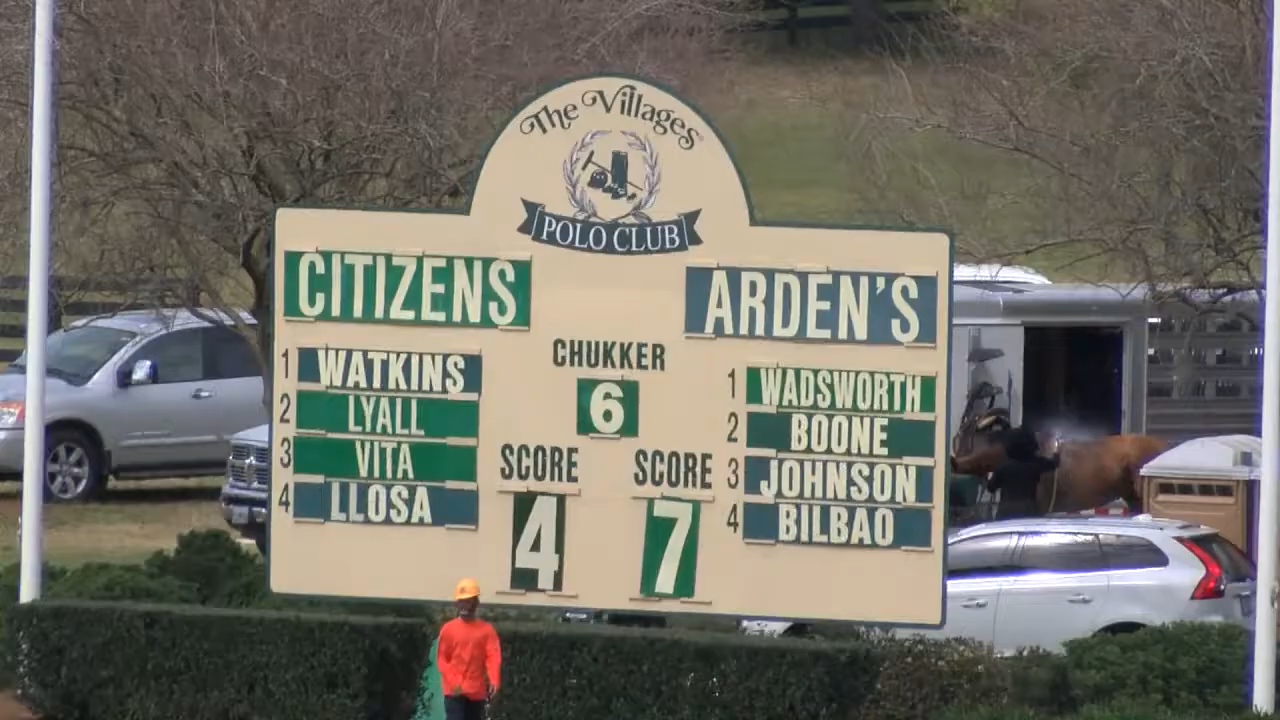 The Villages
POLO CLUB
CITIZENS
ARDEN'S
CHUKKER
6
1 WATKINS
2 LYALL
3 VITA
4 LLOSA
SCORE
4
SCORE
7
1 WADSWORTH
2 BOONE
3 JOHNSON
4 BILBAO